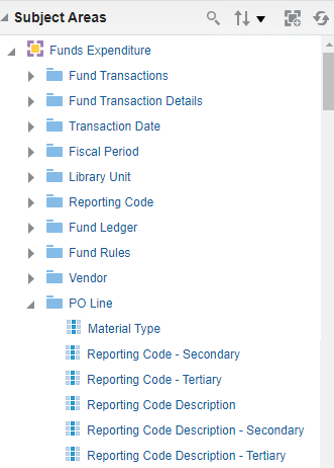 Subject Areas
Funds Expenditure
Fund Transactions
Fund Transaction Details
Transaction Date
Fiscal Period
Library Unit
Reporting Code
Fund Ledger
Fund Rules
Vendor
PO Line
Material Type
Reporting Code - Secondary
Reporting Code - Tertiary
Reporting Code Description
Reporting Code Description - Secondary
Reporting Code Description - Tertiary